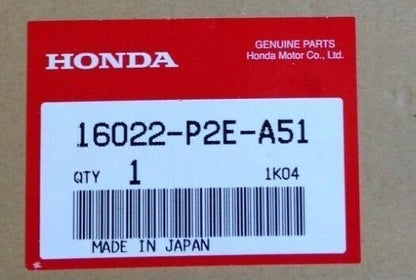 HONDA
GENUINE PARTS
Honda Motor Co., Ltd.
16022-P2E-A51
QTY 1 1K04
MADE IN JAPAN